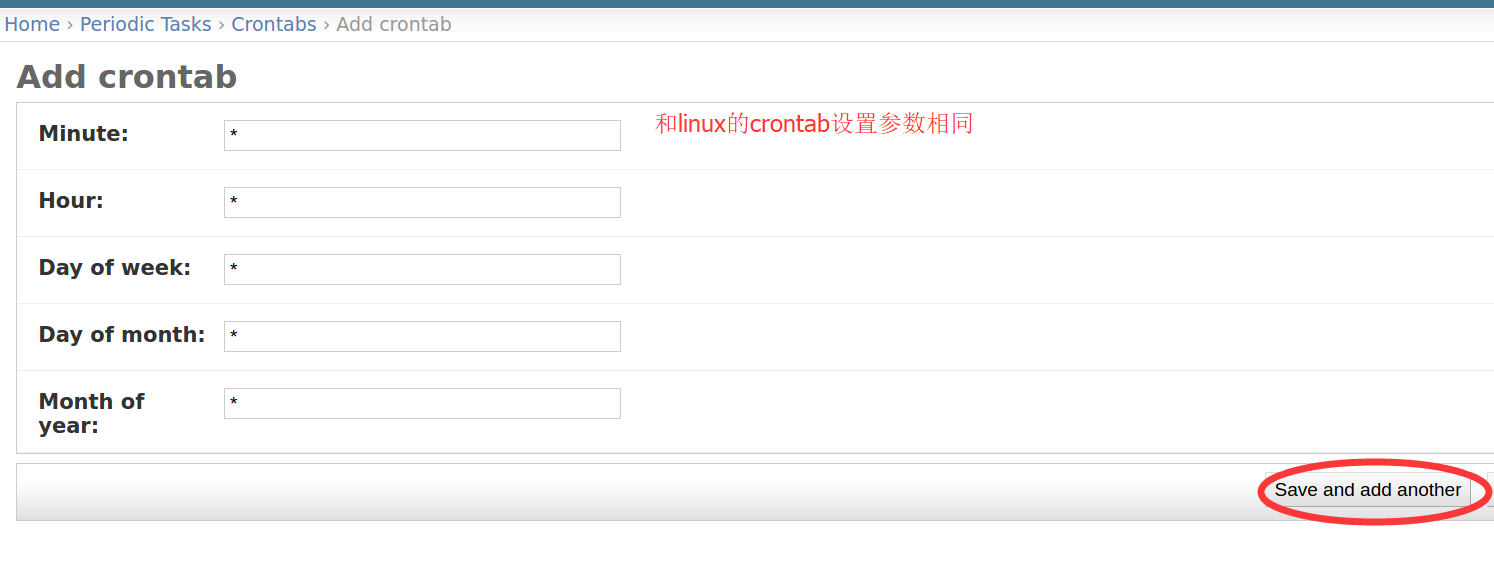 Home › Periodic Tasks › Crontabs › Add crontab
Add crontab
Minute: *
和linux的crontab设置参数相同
Hour: *
Day of week: *
Day of month: *
Month of year: *
Save and add another